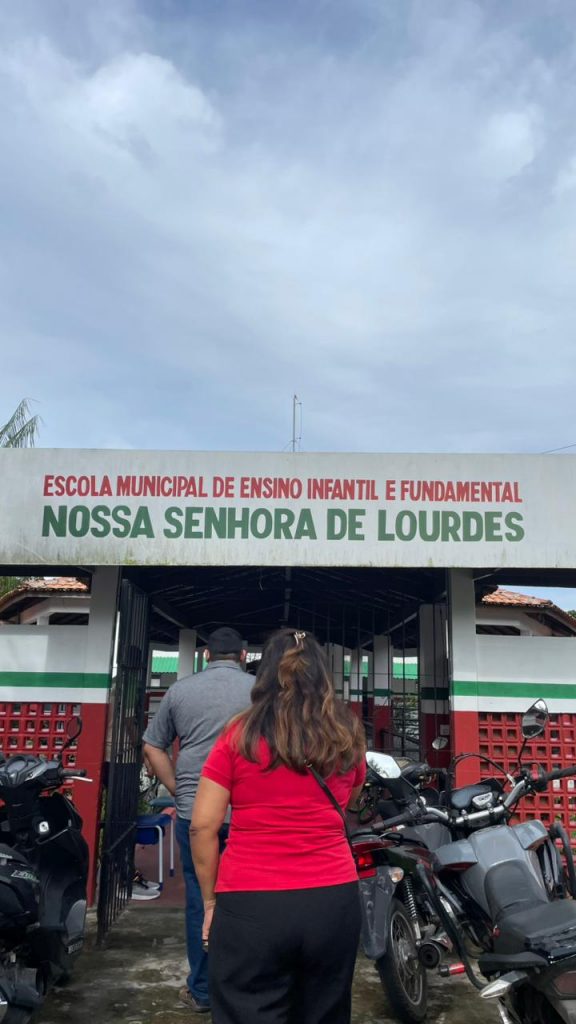 ESCOLA MUNICIPAL DE ENSINO INFANTIL E FUNDAMENTAL
NOSSA SENHORA DE LOURDES